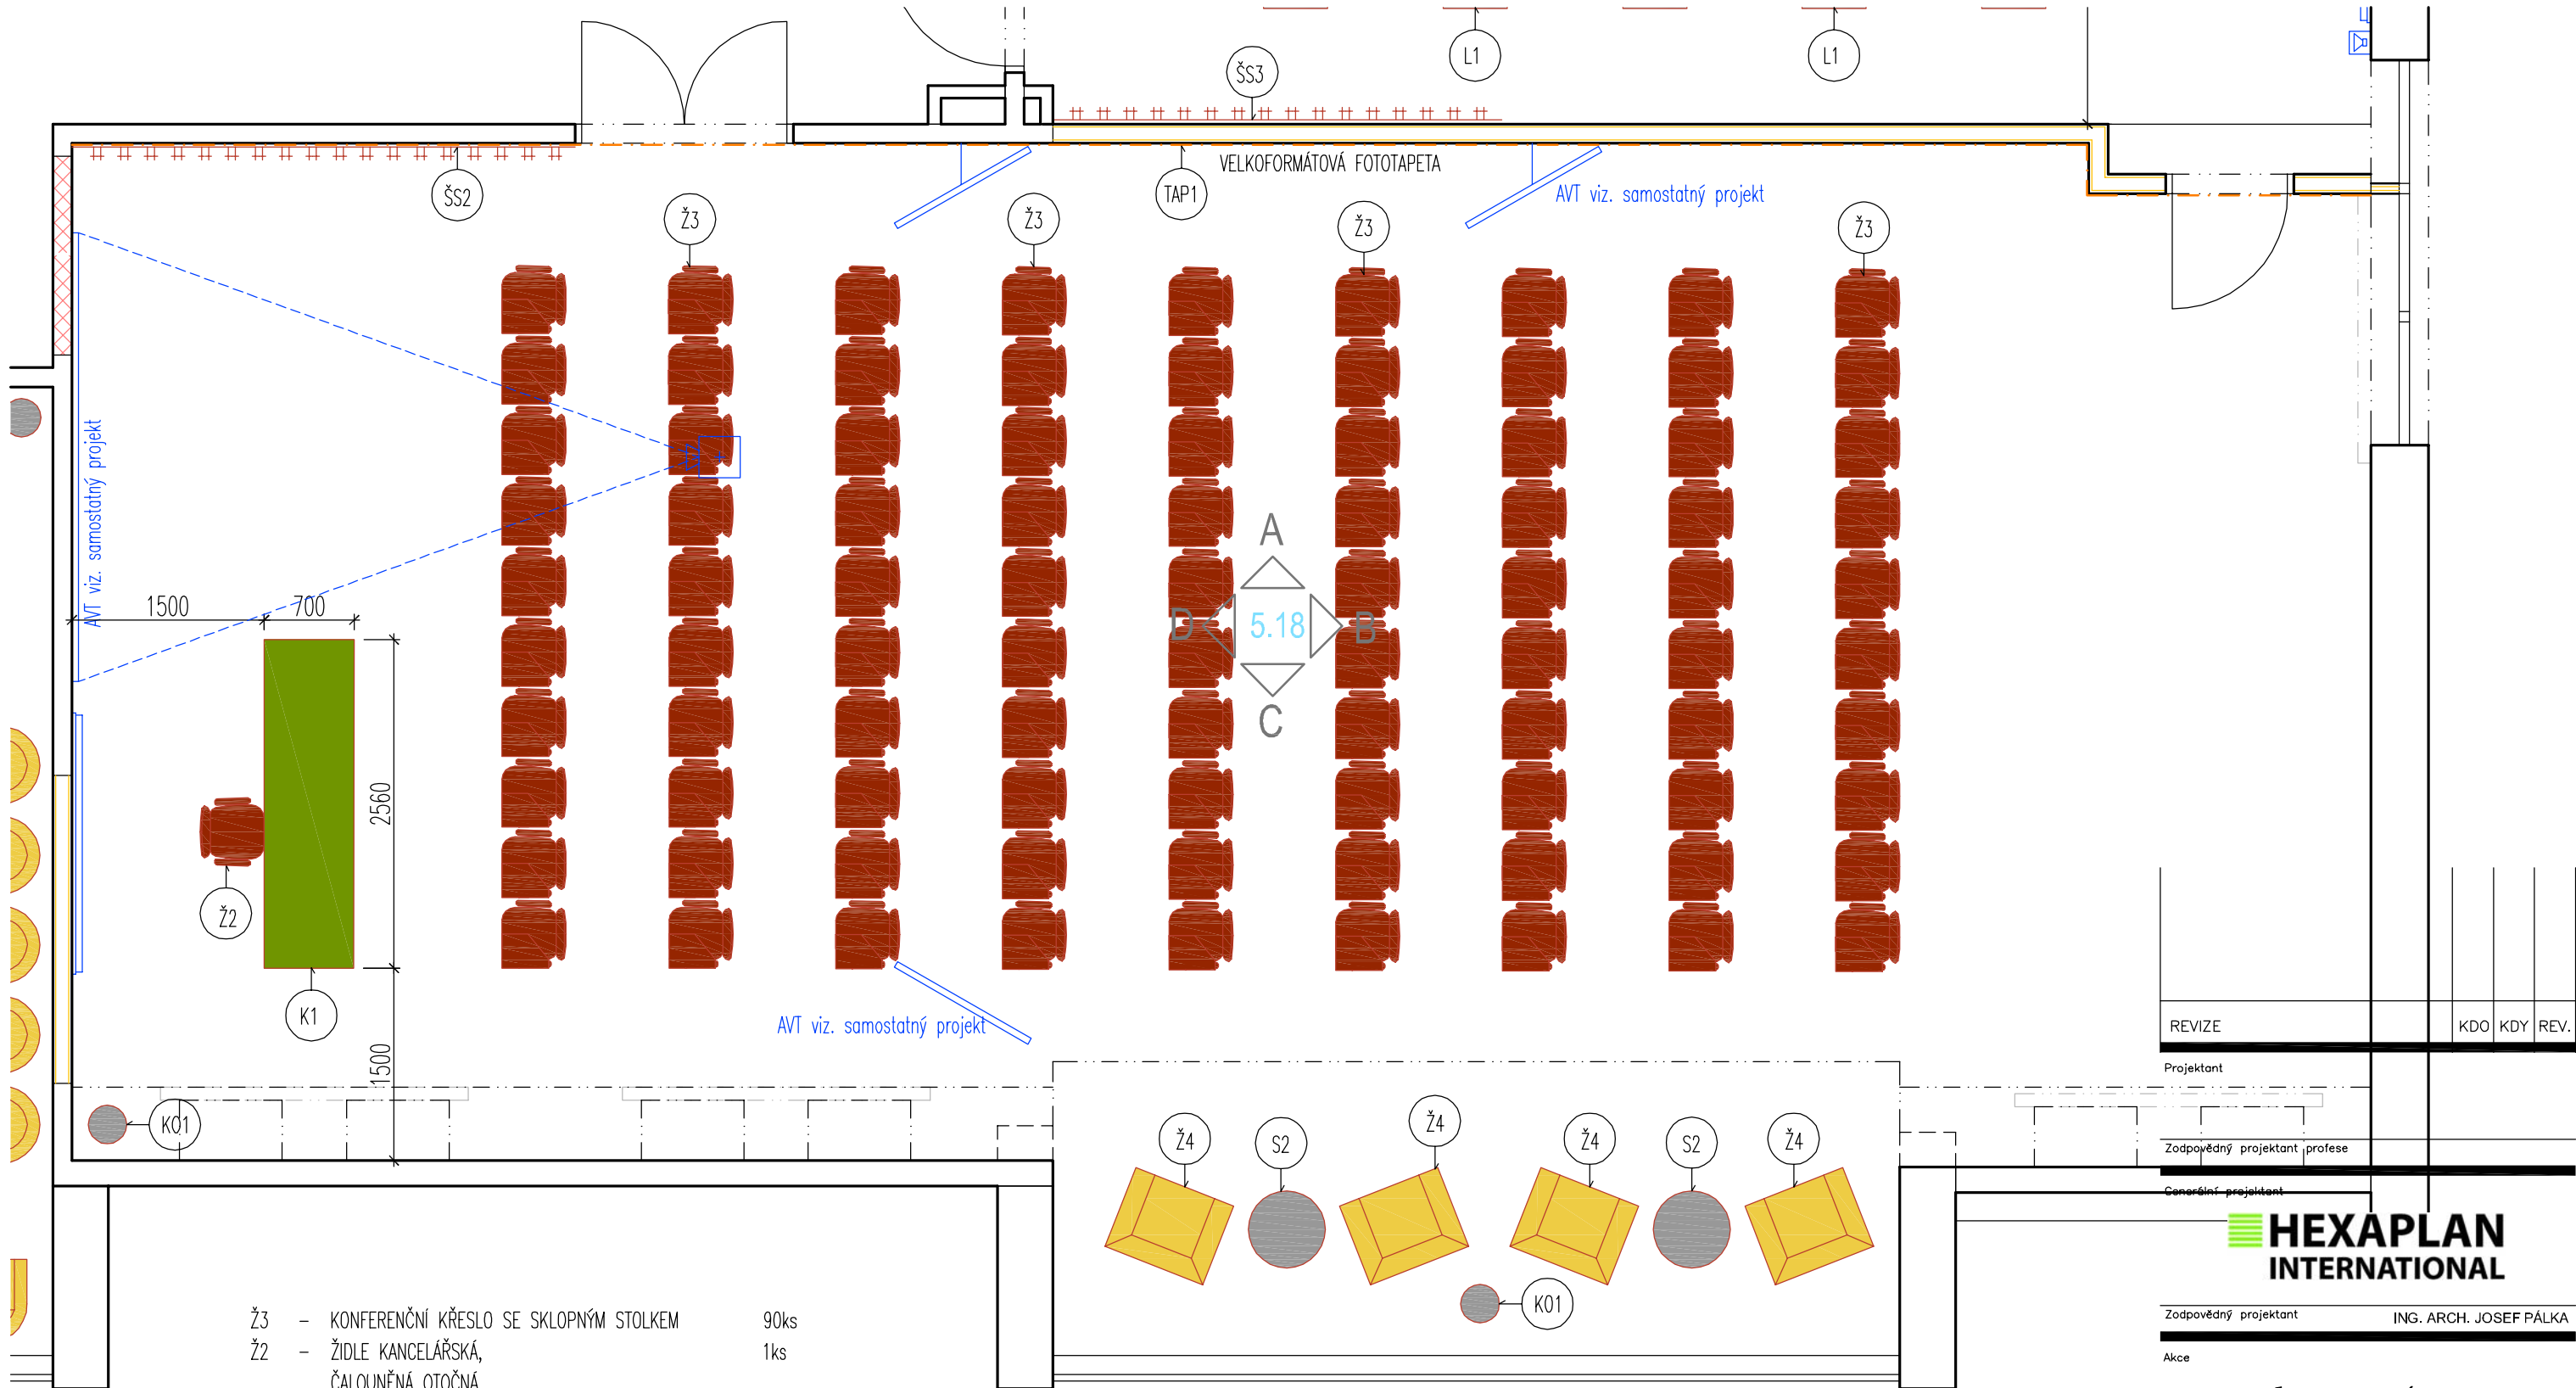 L1
L1
ŠS3
ŠS2
VELKOFORMÁTOVÁ FOTOTAPETA
TAP1
AVT viz. samostatný projekt
Ž3
Ž3
Ž3
Ž3
AVT viz. samostatný projekt
A
D
5.18
B
C
1500
700
2560
Ž2
K1
1500
AVT viz. samostatný projekt
K01
Ž4
S2
Ž4
Ž4
S2
Ž4
K01
Ž3 – KONFERENČNÍ KŘESLO SE SKLOPNÝM STOLKEM 90ks
Ž2 – ŽIDLE KANCELÁŘSKÁ, 1ks
ČALOUNĚNÁ OTOČNÁ
REVIZE KDO KDY REV.
Projektant
Zodpovědný projektant profese
Generální projektant
HEXAPLAN
INTERNATIONAL
Zodpovědný projektant ING. ARCH. JOSEF PÁLKA
Akce